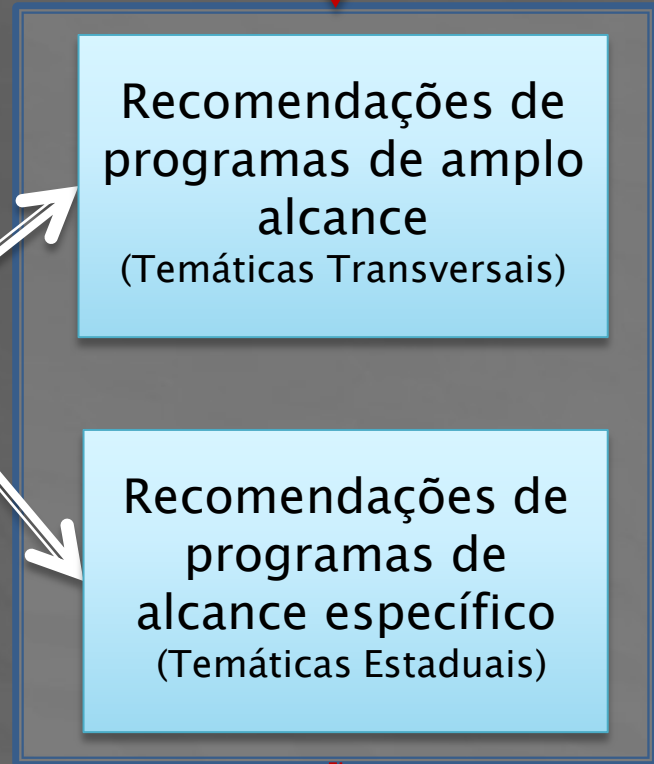 Recomendações de
programas de amplo
alcance
(Temáticas Transversais)
Recomendações de
programas de
alcance específico
(Temáticas Estaduais)